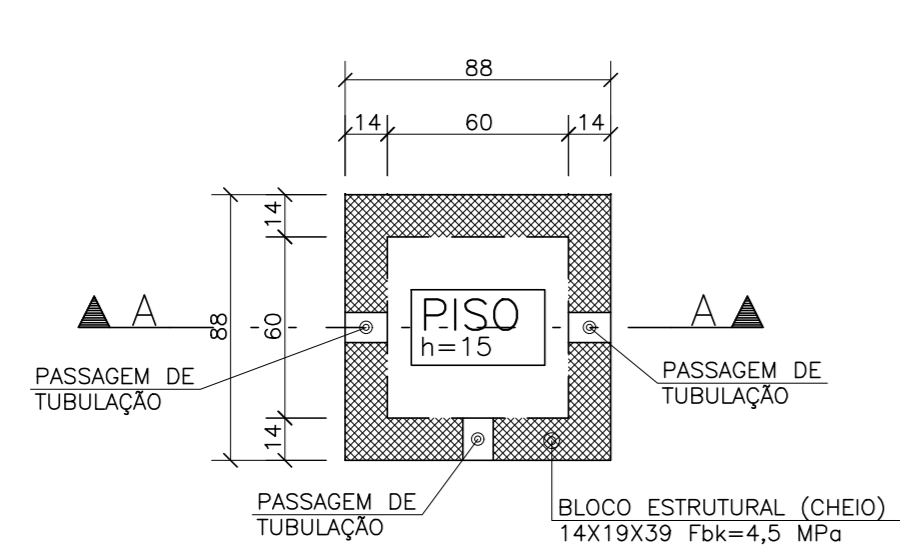 88
14 60 14
14
A PISO A
88 60
h=15
PASSAGEM DE
TUBULAÇÃO
PASSAGEM DE
TUBULAÇÃO
14
PASSAGEM DE
TUBULAÇÃO
BLOCO ESTRUTURAL (CHEIO)
14X19X39 Fbk=4,5 MPa